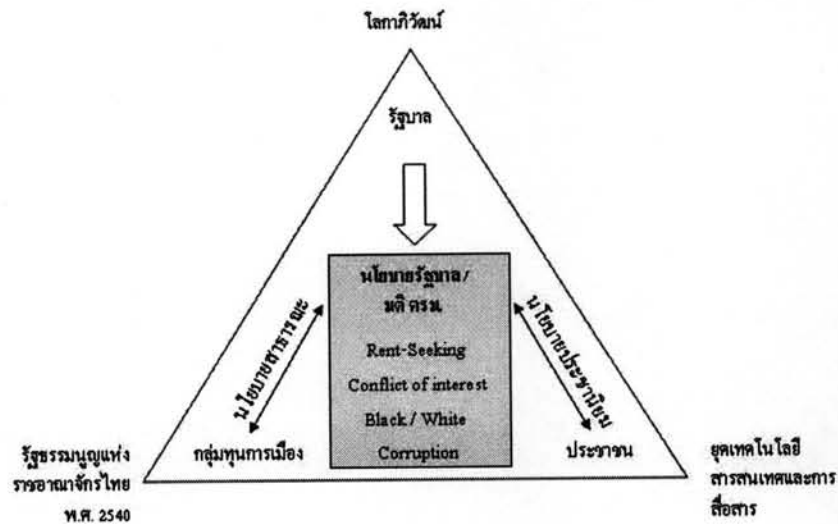 โลกาภิวัฒน์
รัฐบาล
นโยบายรัฐบาล /
มติ ครม.
Rent-Seeking
Conflict of interest
Black / White
Corruption
นโยบายสาธารณะ
นโยบายประชานิยม
กลุ่มทุนการเมือง
ประชาชน
รัฐธรรมนูญแห่ง
ราชอาณาจักรไทย
พ.ศ. 2540
ยุคเทคโนโลยี
สารสนเทศและการ
สื่อสาร